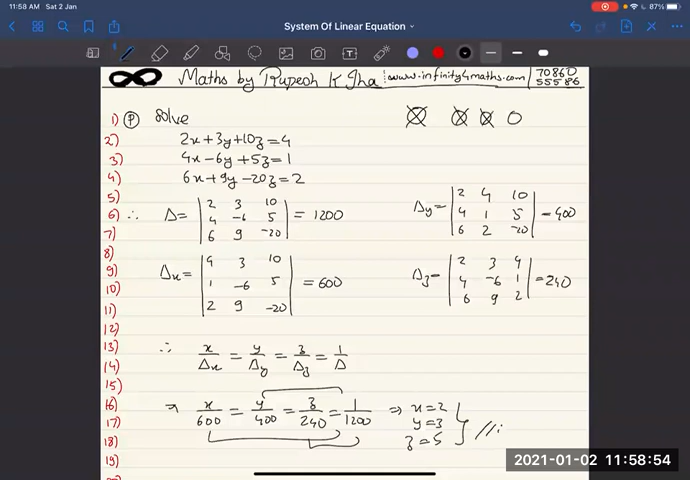 11:58 AM Sat 2 Jan
87%
System Of Linear Equation
Maths by Rupesh K Jha
www.infinity4maths.com
70860
55586
1) P Solve
2) 2x+3y+10z=4
3) 4x-6y+5z=1
4) 6x+9y-20z=2
5)
6) ∴ Δ= | 2 3 10 | 4 -6 5 | 6 9 -20 | = 1200
Δy= | 2 4 10 | 4 1 5 | 6 2 -20 | =400
7)
8)
9) Δx= | 4 3 10 | 1 -6 5 | 2 9 -20 | =600
Δz= | 2 3 4 | 4 -6 1 | 6 9 2 | =240
10)
11)
12)
13) ∴ x/Δx = y/Δy = z/Δz = 1/Δ
14)
15)
16) ⇒ x/600 = y/400 = z/240 = 1/1200 ⇒ x=2
17) y=3
18) z=5
19)
2021-01-02 11:58:54